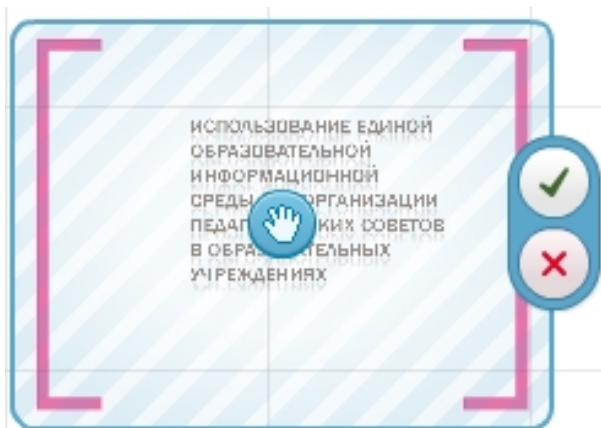 ИСПОЛЬЗОВАНИЕ ЕДИНОЙ
ОБРАЗОВАТЕЛЬНОЙ
ИНФОРМАЦИОННОЙ
СРЕДЫ ОРГАНИЗАЦИИ
СОВЕТОВ
В
УЧРЕЖДЕНИЯХ